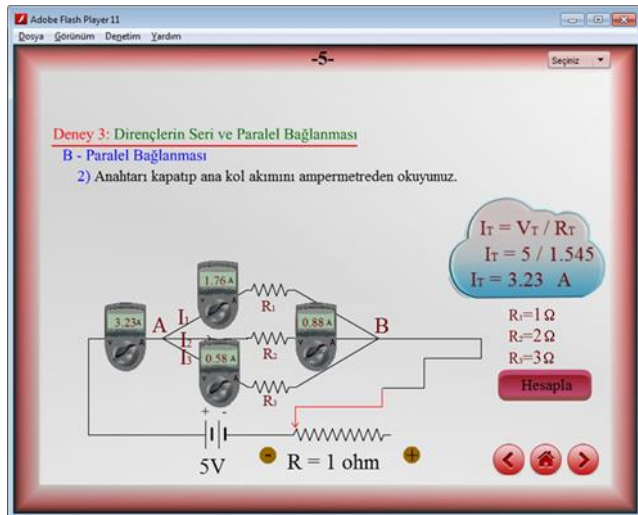 Adobe Flash Player 11
Dosya Görünüm Denetim Yardım
-5-
Seçiniz
Deney 3: Dirençlerin Seri ve Paralel Bağlanması
B - Paralel Bağlanması
2) Anahtarı kapatıp ana kol akımını ampermetreden okuyunuz.
IT = VT / RT
IT = 5 / 1.545
IT = 3.23 A
R1=1Ω
R2=2Ω
R3=3Ω
Hesapla
1.76 A
I1
R1
3.23A
A
I2
R2
0.88 A
B
I3
0.58 A
R3
+ -
5V
-
R = 1 ohm
+